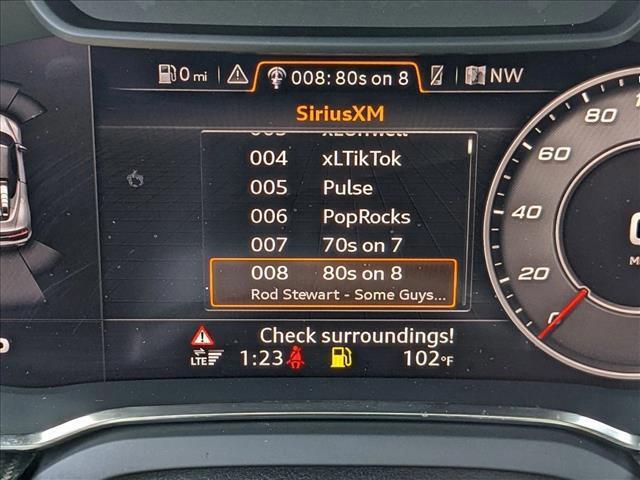 0 mi 008: 80s on 8 NW
SiriusXM
004 xLTikTok
005 Pulse
006 PopRocks
007 70s on 7
008 80s on 8
Rod Stewart - Some Guys...
Check surroundings!
LTE 1:23 102°F
80
60
40
20
0